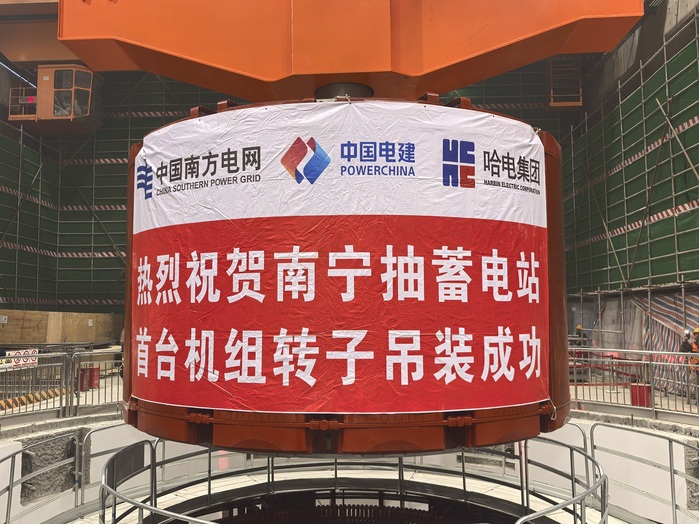 中国南方电网
CHINA SOUTHERN POWER GRID
中国电建
POWERCHINA
哈电集团
HARBIN ELECTRIC CORPORATION
热烈祝贺南宁抽蓄电站
首台机组转子吊装成功